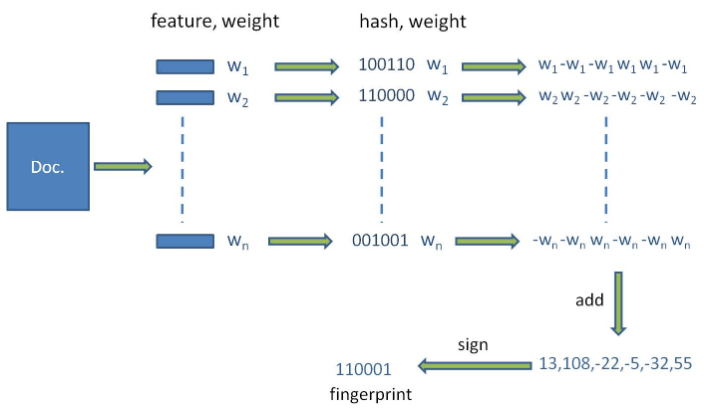 feature, weight hash, weight
w₁ 100110 w₁ w₁ -w₁ -w₁ w₁ w₁ -w₁
w₂ 110000 w₂ w₂ w₂ -w₂ -w₂ -w₂ -w₂
Doc.
wₙ 001001 wₙ -wₙ -wₙ wₙ -wₙ -wₙ wₙ
add
sign
110001 13,108,-22,-5,-32,55
fingerprint